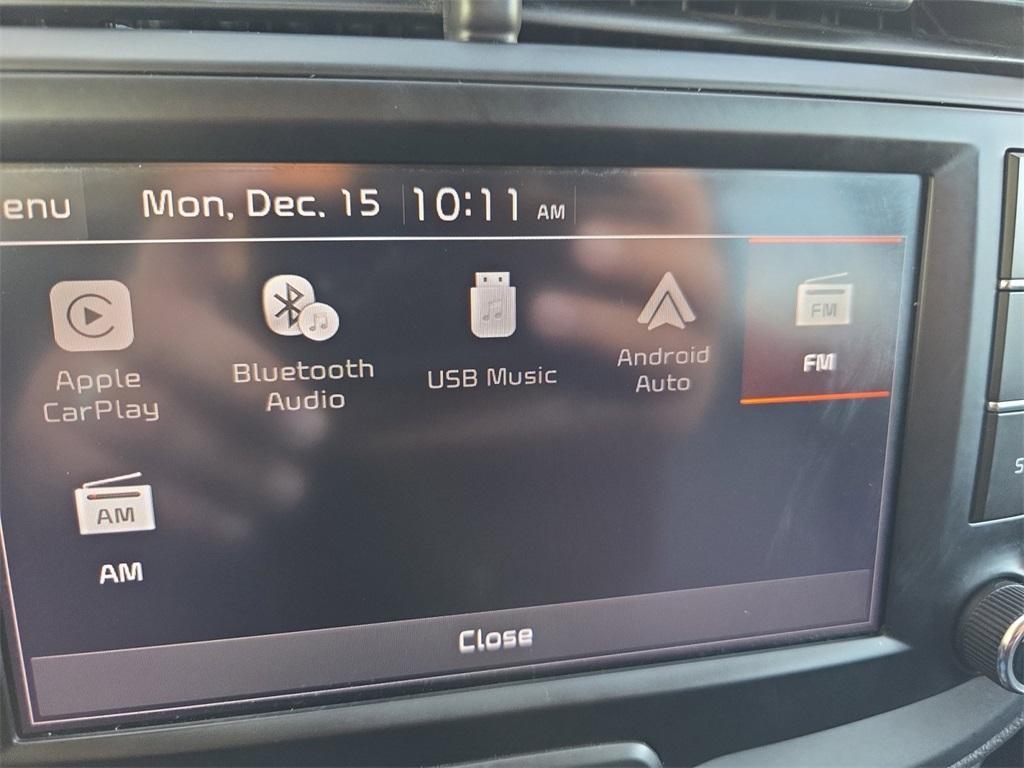 enu
Mon, Dec. 15 10:11 AM
Apple
CarPlay
Bluetooth
Audio
USB Music
Android
Auto
FM
FM
AM
AM
Close
S